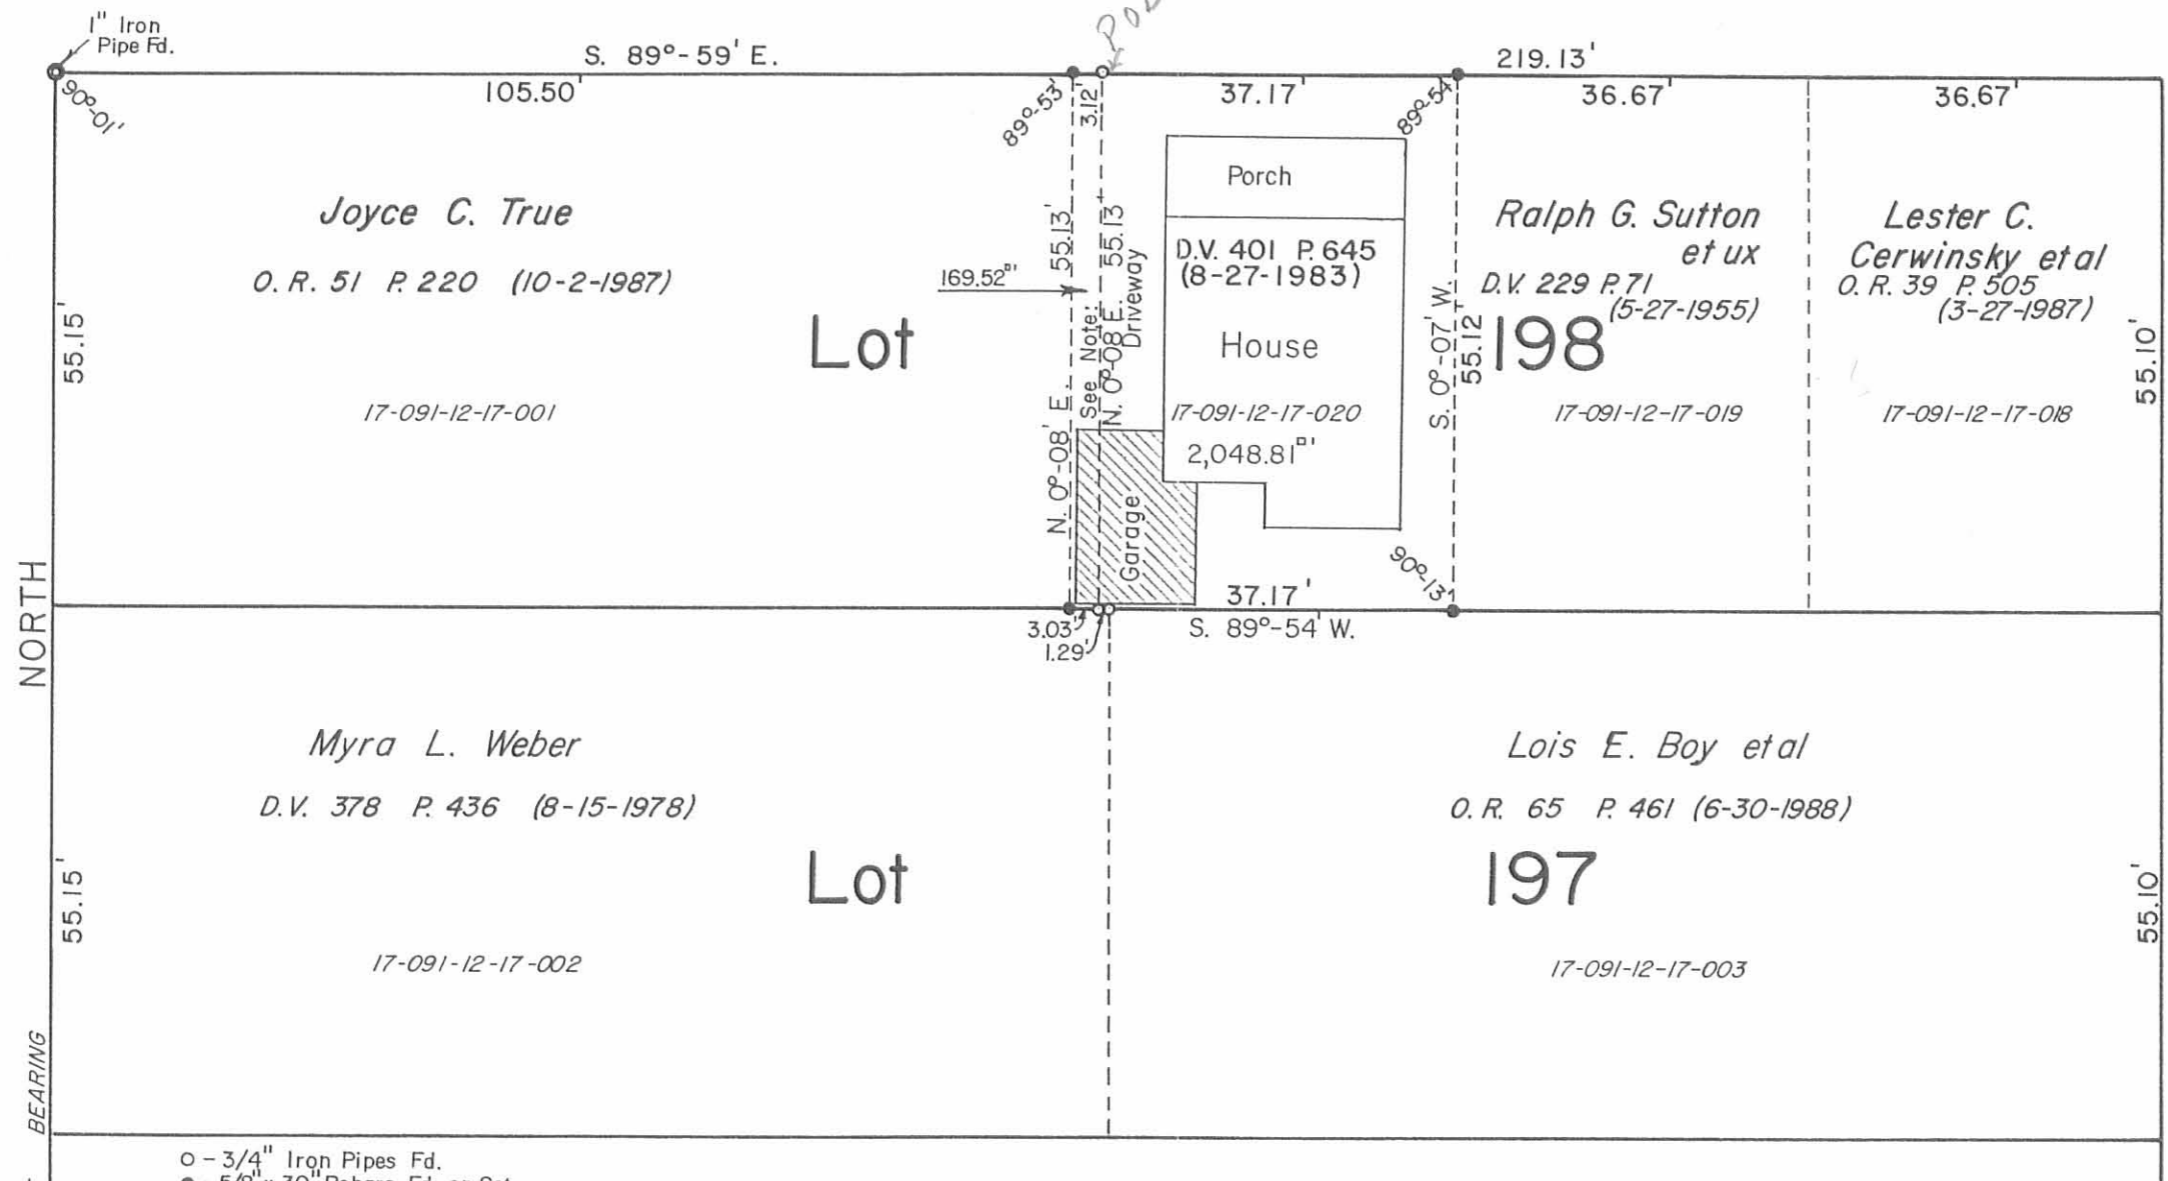 1" Iron
Pipe Fd.
S. 89°-59' E.
POB
219.13'
90°-01'
105.50'
89°-53'
3.12'
37.17'
89°-54'
36.67'
36.67'
Porch
Joyce C. True
O. R. 51 P. 220 (10-2-1987)
55.13'
N. 0°-08' E.
169.52□'
See Note:
N. 0°-08' E. 55.13'
Driveway
D.V. 401 P. 645
(8-27-1983)
House
17-091-12-17-020
2,048.81□'
Ralph G. Sutton
et ux
D.V. 229 P. 71
(5-27-1955)
Lester C.
Cerwinsky et al
O. R. 39 P. 505
(3-27-1987)
55.15'
Lot
S. 0°-07' W.
55.12'
198
55.10'
17-091-12-17-001
17-091-12-17-019
17-091-12-17-018
Garage
90°-13'
37.17'
3.03'
1.29'
S. 89°-54' W.
NORTH
Myra L. Weber
D.V. 378 P. 436 (8-15-1978)
Lois E. Boy et al
O. R. 65 P. 461 (6-30-1988)
55.15'
Lot
197
55.10'
17-091-12-17-002
17-091-12-17-003
BEARING
O - 3/4" Iron Pipes Fd.